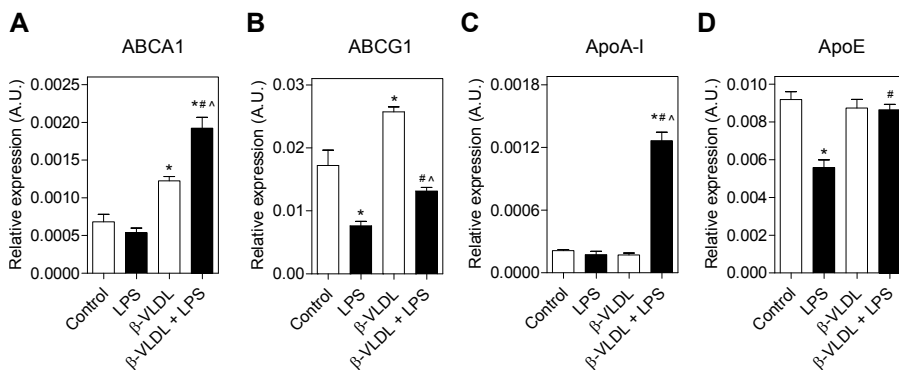 A
ABCA1
Relative expression (A.U.)
0.0025
0.0020
0.0015
0.0010
0.0005
0.0000
*
*#^
Control
LPS
β-VLDL
β-VLDL + LPS
B
ABCG1
Relative expression (A.U.)
0.03
0.02
0.01
0.00
*
*
#^
Control
LPS
β-VLDL
β-VLDL + LPS
C
ApoA-I
Relative expression (A.U.)
0.0018
0.0012
0.0006
0.0000
*#^
Control
LPS
β-VLDL
β-VLDL + LPS
D
ApoE
Relative expression (A.U.)
0.010
0.008
0.006
0.004
0.002
0.000
*
#
Control
LPS
β-VLDL
β-VLDL + LPS